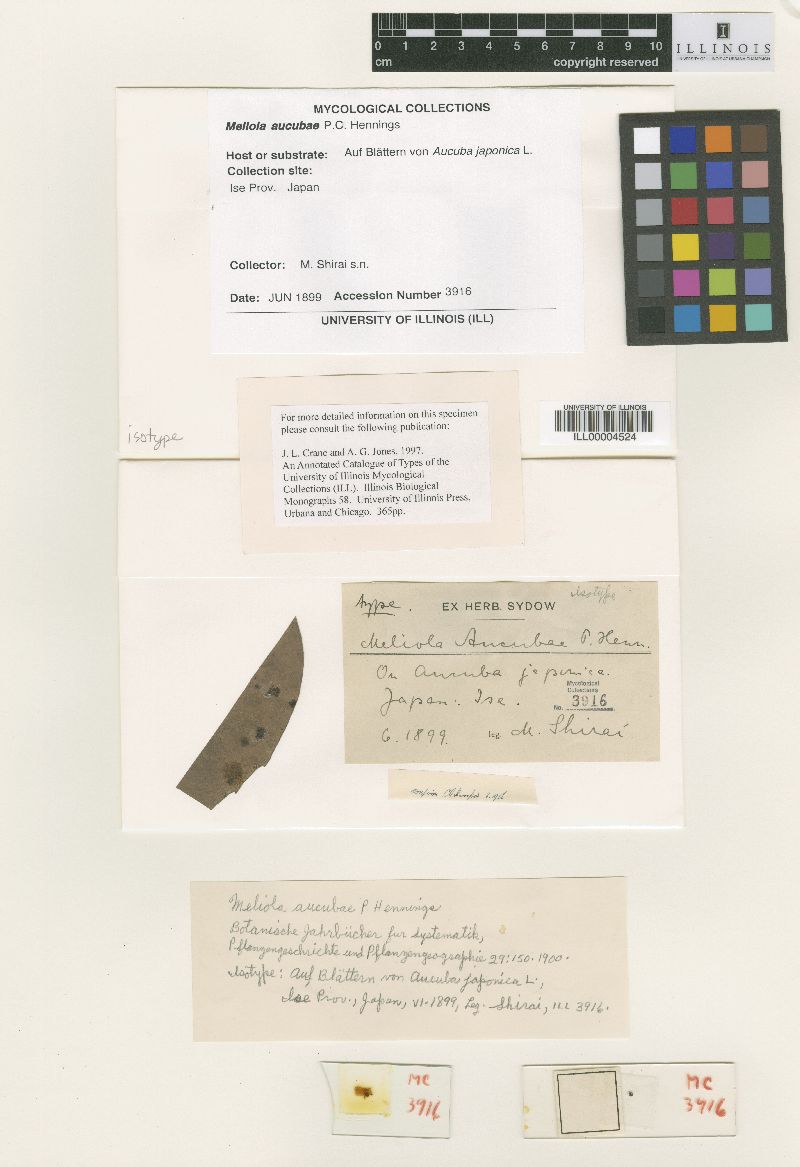 0 1 2 3 4 5 6 7 8 9 10
cm
copyright reserved
ILLINOIS
UNIVERSITY OF ILLINOIS AT URBANA-CHAMPAIGN
MYCOLOGICAL COLLECTIONS
Meliola aucubae P.C. Hennings
Host or substrate: Auf Blättern von Aucuba japonica L.
Collection site:
Ise Prov. Japan
Collector: M. Shirai s.n.
Date: JUN 1899 Accession Number 3916
UNIVERSITY OF ILLINOIS (ILL)
isotype
UNIVERSITY OF ILLINOIS
ILL00004524
For more detailed information on this specimen
please consult the following publication:
J. L. Crane and A. G. Jones. 1997.
An Annotated Catalogue of Types of the
University of Illinois Mycological
Collections (ILL). Illinois Biological
Monographs 58. University of Illinois Press,
Urbana and Chicago. 365pp.
isotype
type. EX HERB. SYDOW
Meliola Aucubae P. Henn.
On Aucuba japonica.
Japan: Ise.
Mycological
Collections
No. 3916
6. 1899. leg. M. Shirai
Meliola aucubae P Hennings
Botanische Jahrbücher fur systematik,
Pflanzengeschrichte und Pflanzengeographie 29:150. 1900.
Isotype: Auf Blättern von Aucuba japonica L.,
Ise Prov., Japan, VI-1899, Leg. Shirai, ILL 3916.
MC
3916
MC
3916